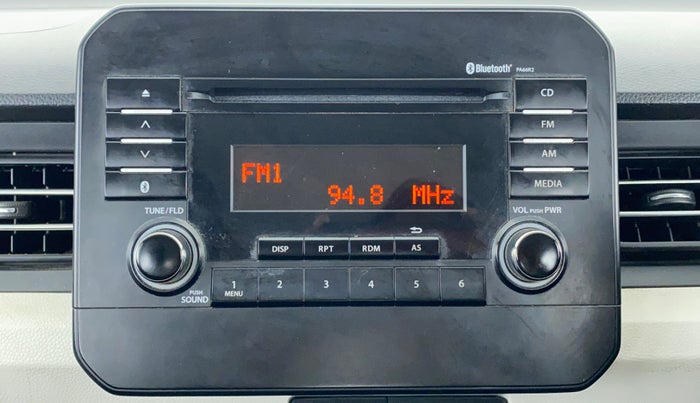 Bluetooth® PA66R2
CD
FM
AM
MEDIA
FM1
94.8 MHz
TUNE/FLD
VOL PUSH PWR
DISP RPT RDM AS
PUSH
SOUND
1 2 3 4 5 6
MENU